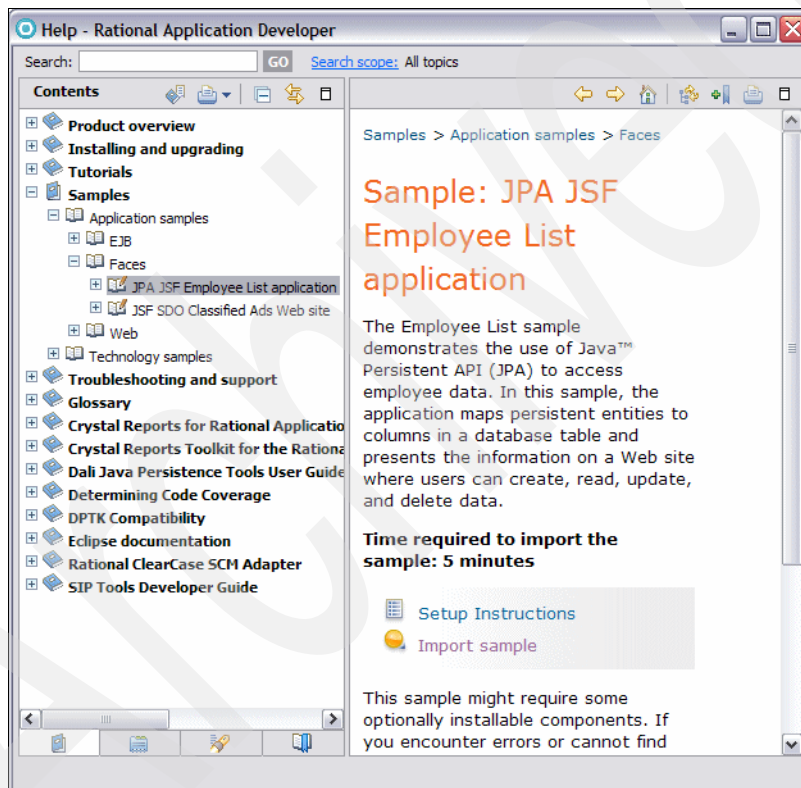 Help - Rational Application Developer
Search: GO Search scope: All topics
Contents
Product overview
Installing and upgrading
Tutorials
Samples
Application samples
EJB
Faces
JPA JSF Employee List application
JSF SDO Classified Ads Web site
Web
Technology samples
Troubleshooting and support
Glossary
Crystal Reports for Rational Applicatio
Crystal Reports Toolkit for the Rationa
Dali Java Persistence Tools User Guide
Determining Code Coverage
DPTK Compatibility
Eclipse documentation
Rational ClearCase SCM Adapter
SIP Tools Developer Guide
Samples > Application samples > Faces
Sample: JPA JSF
Employee List
application
The Employee List sample
demonstrates the use of Java™
Persistent API (JPA) to access
employee data. In this sample, the
application maps persistent entities to
columns in a database table and
presents the information on a Web site
where users can create, read, update,
and delete data.
Time required to import the
sample: 5 minutes
Setup Instructions
Import sample
This sample might require some
optionally installable components. If
you encounter errors or cannot find